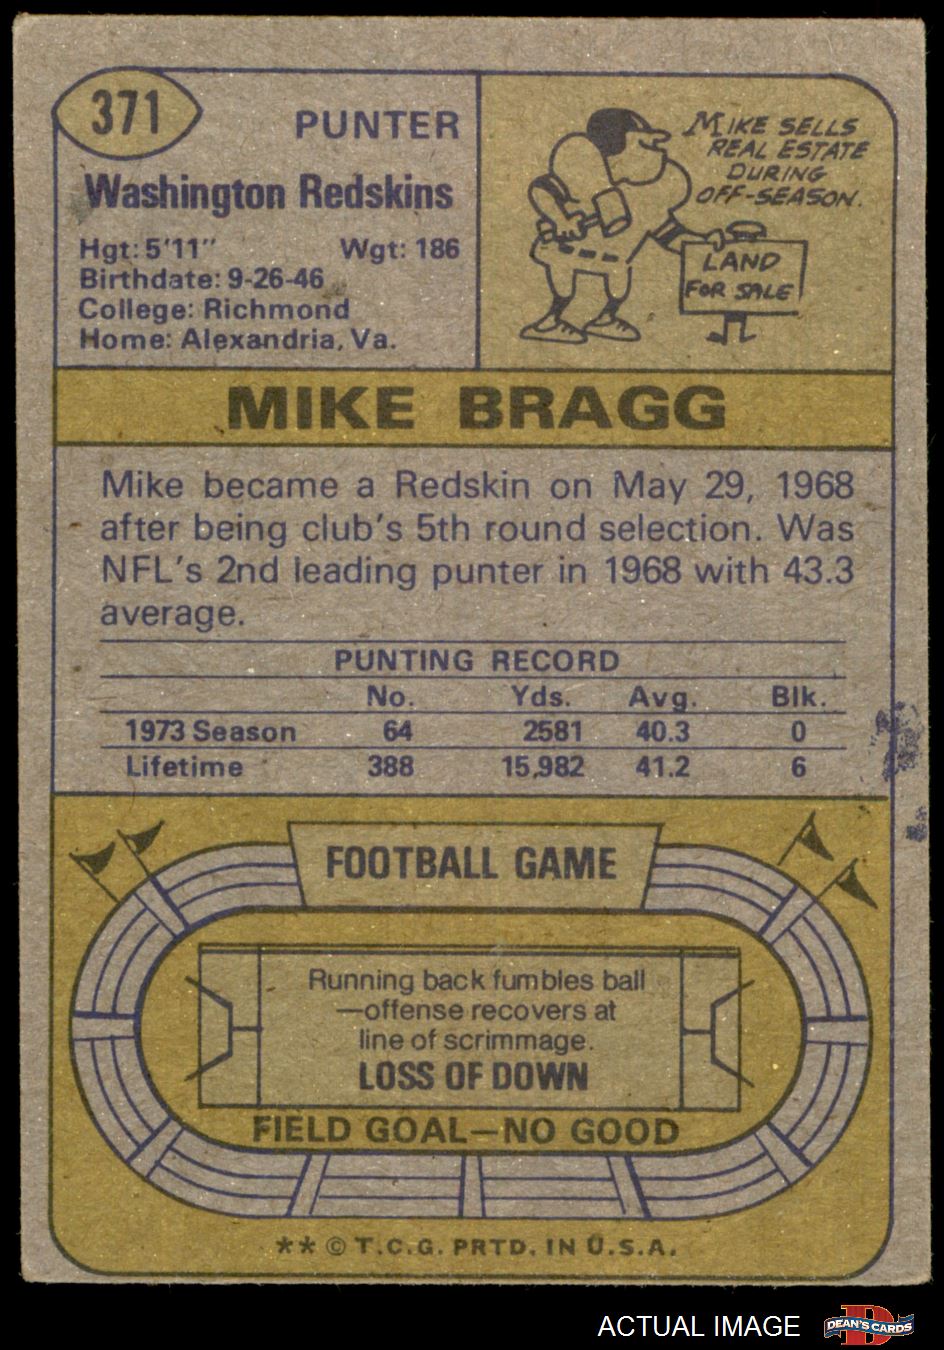 371
PUNTER
Washington Redskins
Hgt: 5'11" Wgt: 186
Birthdate: 9-26-46
College: Richmond
Home: Alexandria, Va.
MIKE SELLS
REAL ESTATE
DURING
OFF-SEASON.
LAND
FOR SALE
MIKE BRAGG
Mike became a Redskin on May 29, 1968
after being club's 5th round selection. Was
NFL's 2nd leading punter in 1968 with 43.3
average.
PUNTING RECORD
No. Yds. Avg. Blk.
1973 Season 64 2581 40.3 0
Lifetime 388 15,982 41.2 6
FOOTBALL GAME
Running back fumbles ball
—offense recovers at
line of scrimmage.
LOSS OF DOWN
FIELD GOAL—NO GOOD
** © T.C.G. PRTD. IN U.S.A.
ACTUAL IMAGE
DEAN'S CARDS